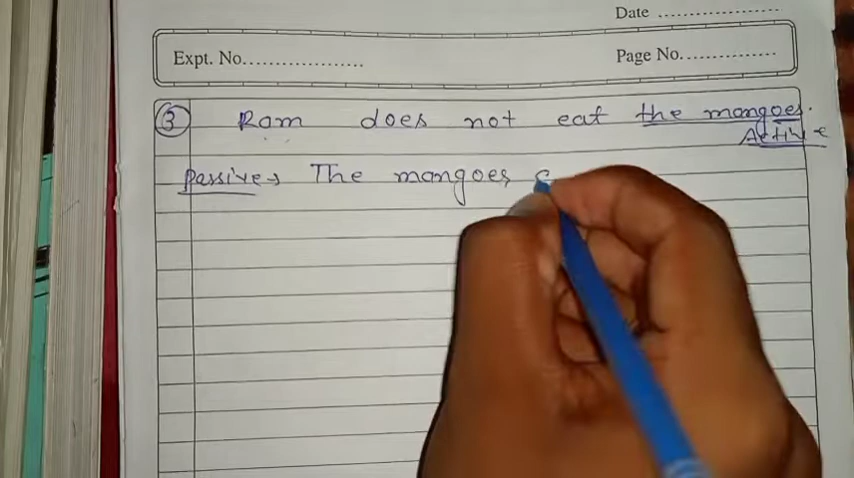 Date ....................
Expt. No.................... Page No................
3 Ram does not eat the mangoes.
Active
Passive→ The mangoes